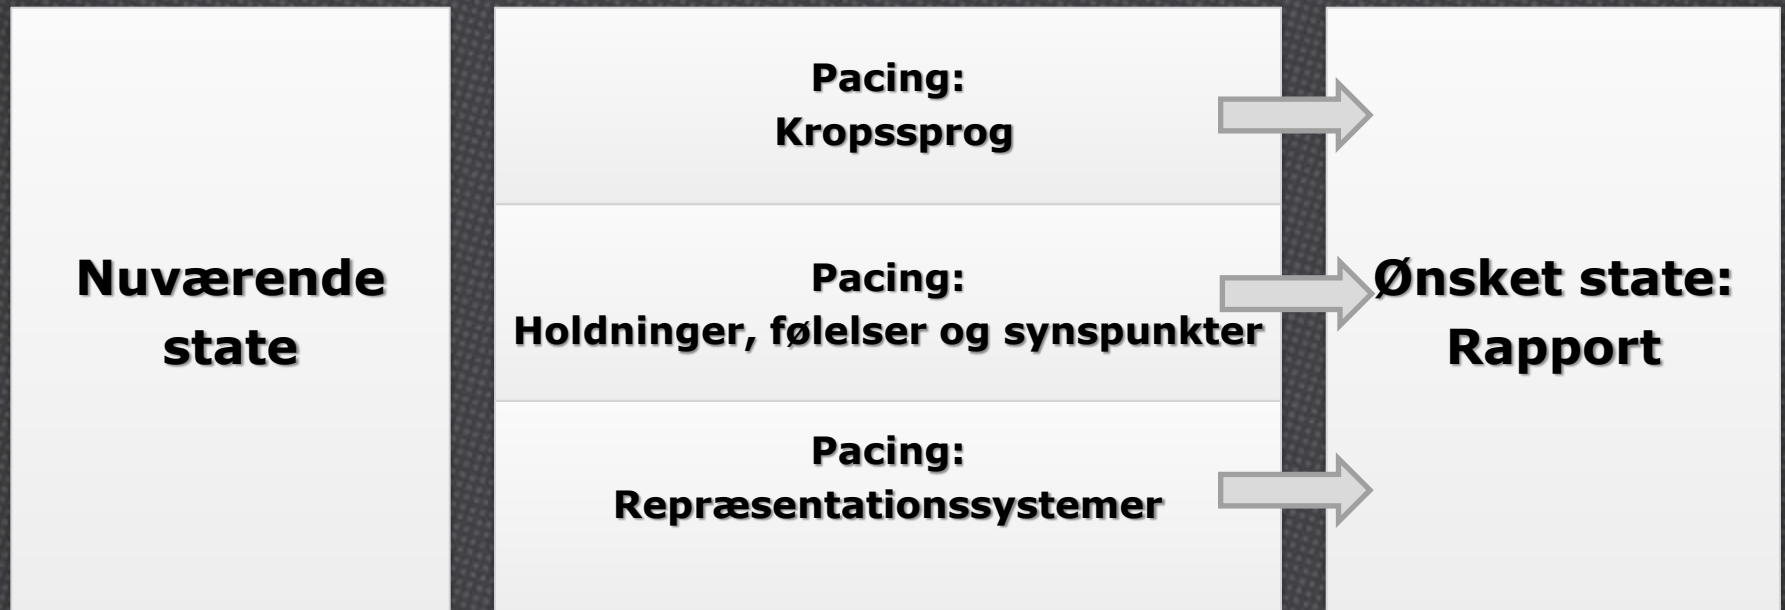 Nuværende
state
Pacing:
Kropssprog
Pacing:
Holdninger, følelser og synspunkter
Pacing:
Repræsentationssystemer
Ønsket state:
Rapport